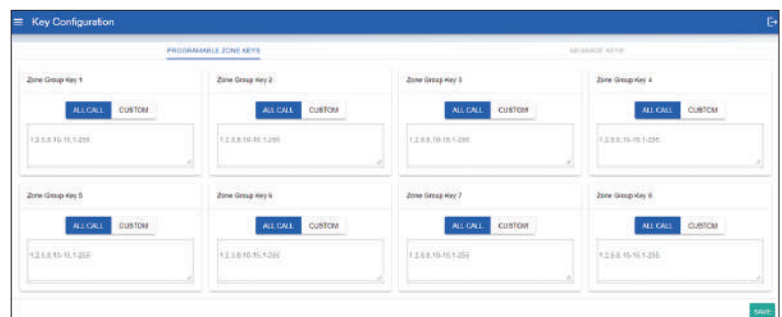 Key Configuration
PROGRAMABLE ZONE KEYS MESSAGE KEYS
Zone Group Key 1 Zone Group Key 2 Zone Group Key 3 Zone Group Key 4
ALL CALL CUSTOM ALL CALL CUSTOM ALL CALL CUSTOM ALL CALL CUSTOM
Zone Group Key 5 Zone Group Key 6 Zone Group Key 7 Zone Group Key 8
ALL CALL CUSTOM ALL CALL CUSTOM ALL CALL CUSTOM ALL CALL CUSTOM
SAVE